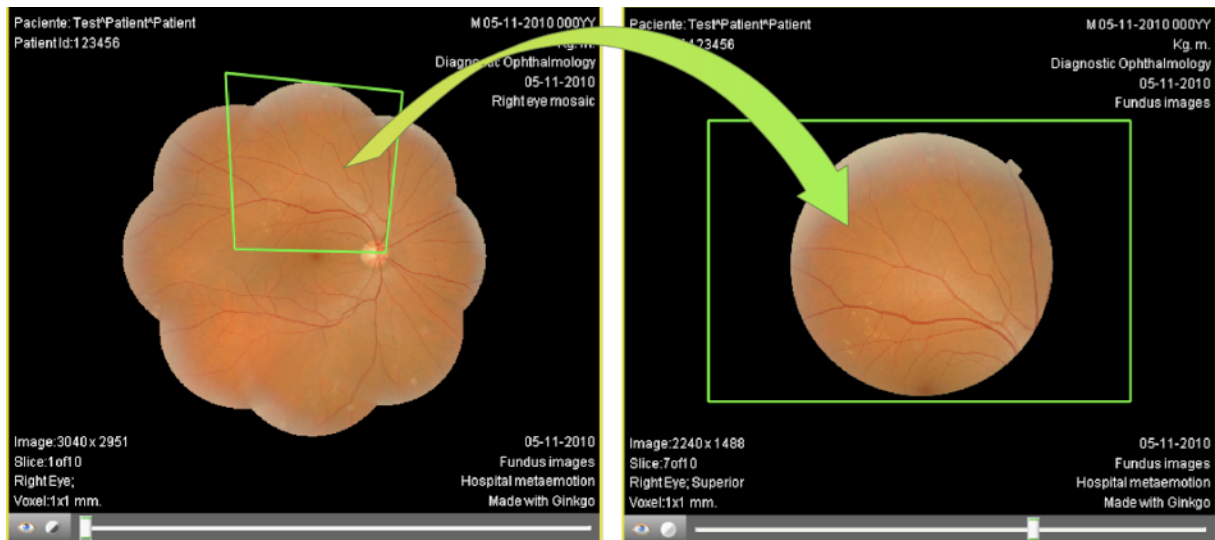 Paciente: Test^Patient^Patient
Patient Id:123456
M 05-11-2010 000YY
Kg. m.
Diagnostic Ophthalmology
05-11-2010
Right eye mosaic
Image:3040 x 2951
Slice:1of10
Right Eye;
Voxel:1x1 mm.
05-11-2010
Fundus images
Hospital metaemotion
Made with Ginkgo
Paciente: Test^Patient^Patient
:123456
M 05-11-2010 000YY
Kg. m.
Diagnostic Ophthalmology
05-11-2010
Fundus images
Image:2240 x 1488
Slice:7of10
Right Eye; Superior
Voxel:1x1 mm.
05-11-2010
Fundus images
Hospital metaemotion
Made with Ginkgo